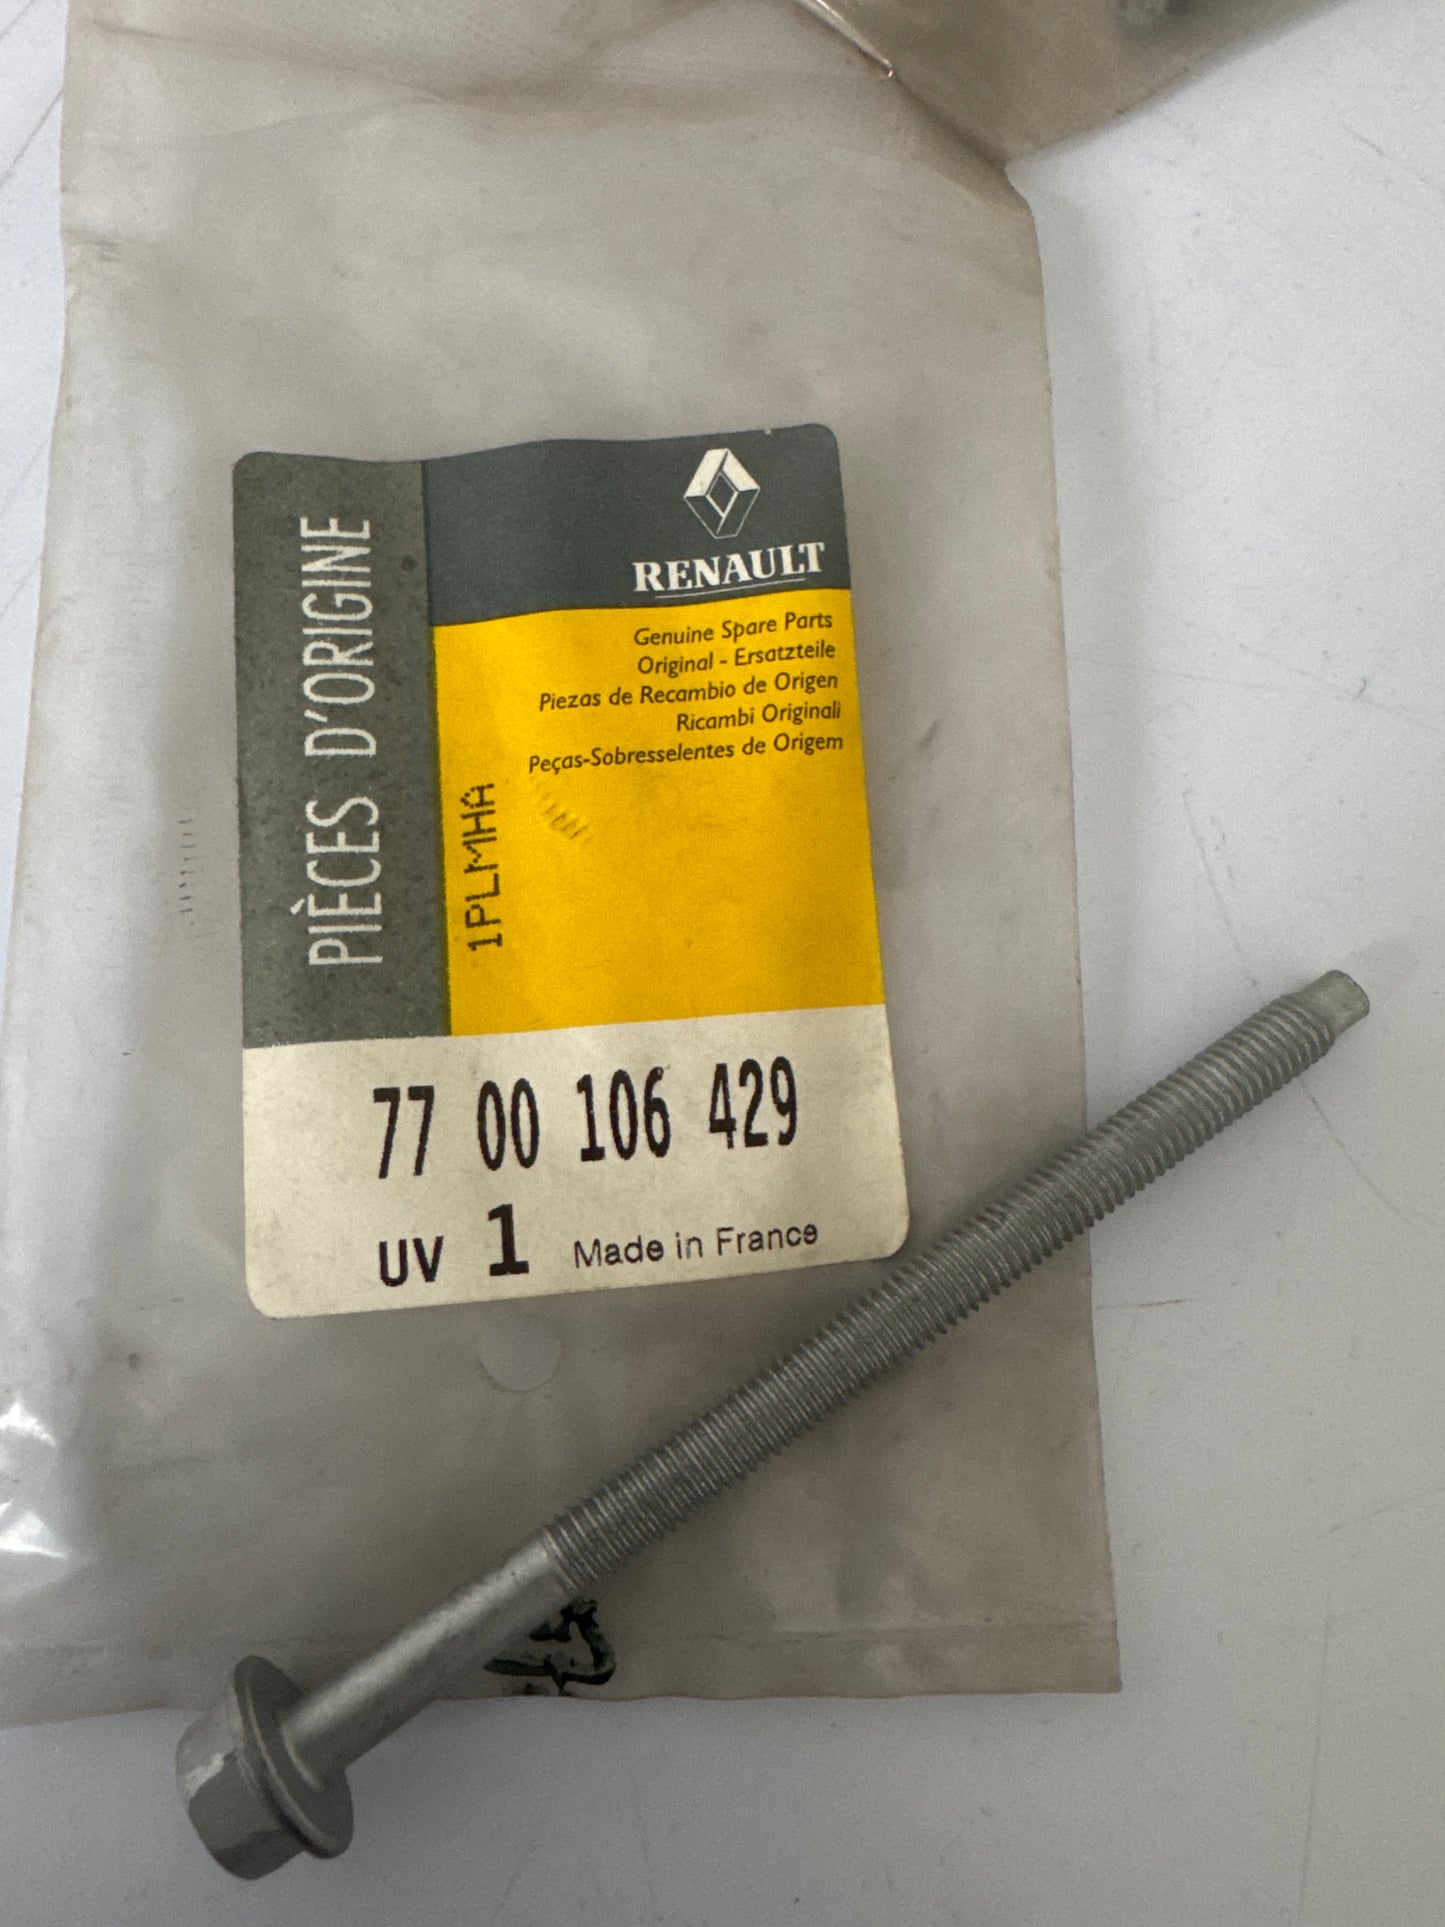 PIÈCES D'ORIGINE
RENAULT
Genuine Spare Parts
Original - Ersatzteile
Piezas de Recambio de Origen
Ricambi Originali
Peças-Sobresselentes de Origem
1PLMHA
77 00 106 429
UV 1 Made in France